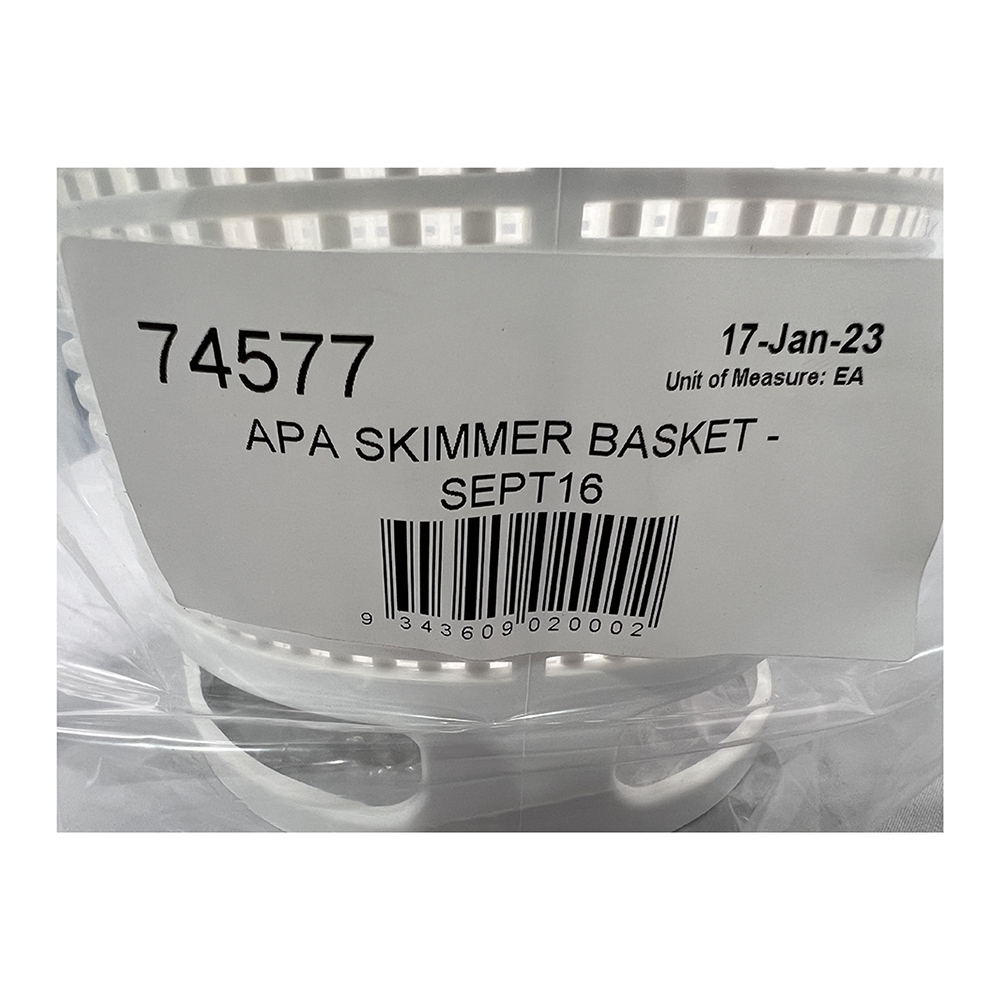 74577
17-Jan-23
Unit of Measure: EA
APA SKIMMER BASKET -
SEPT16
9 343609 020002